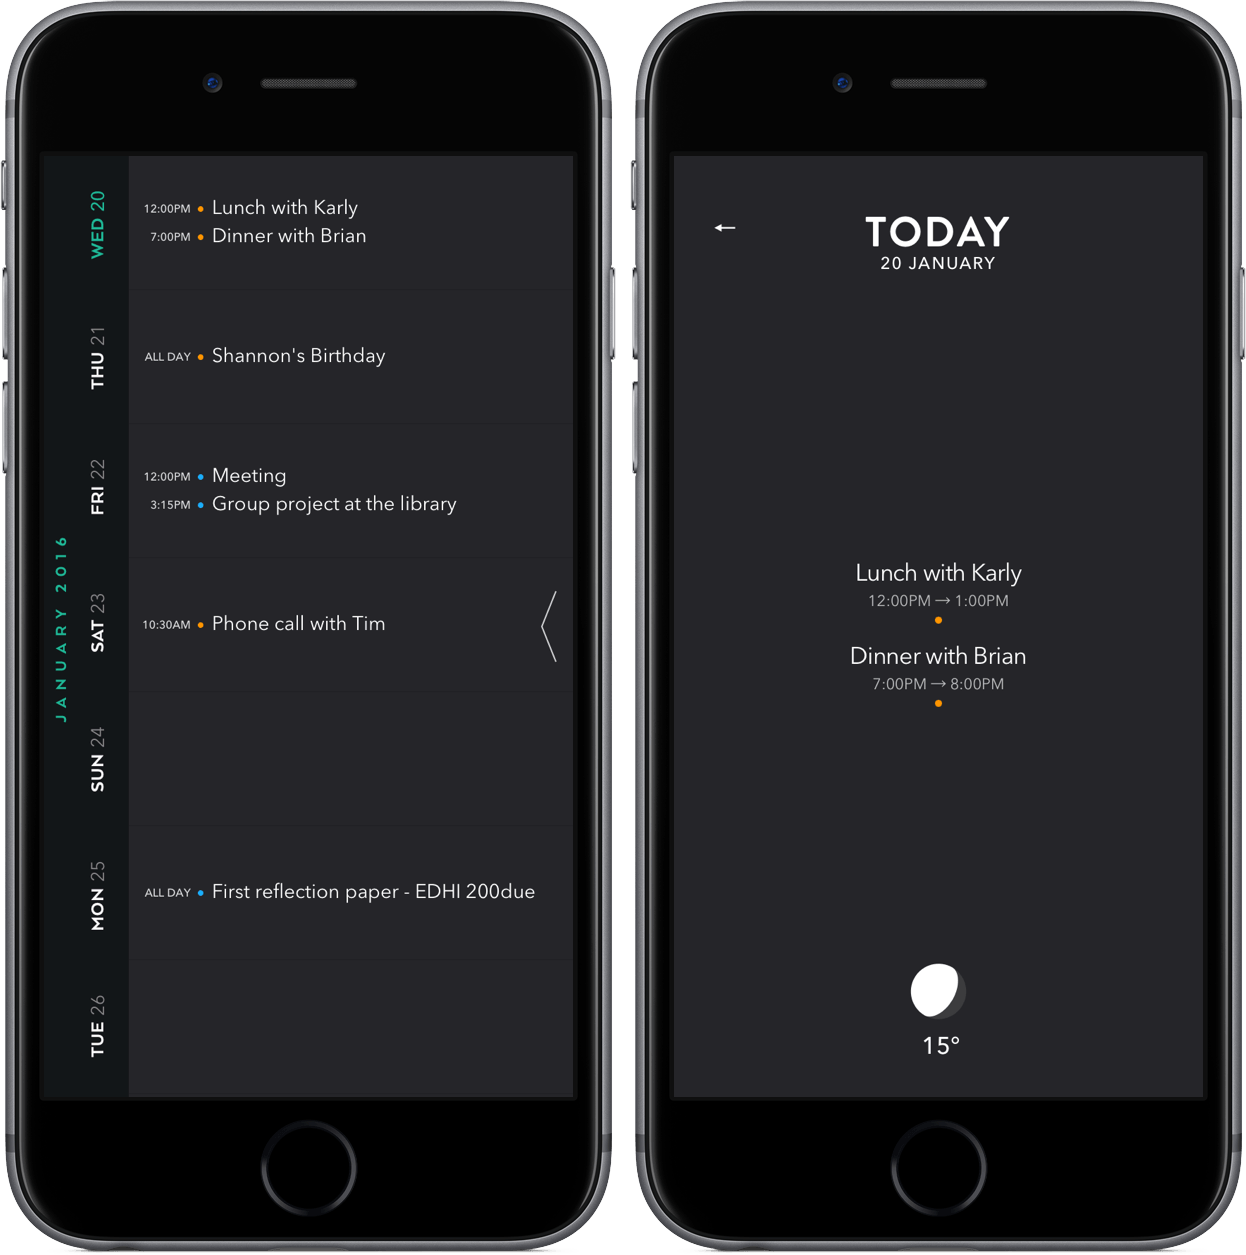 JANUARY 2016
WED 20
12:00PM Lunch with Karly
7:00PM Dinner with Brian
THU 21
ALL DAY Shannon's Birthday
FRI 22
12:00PM Meeting
3:15PM Group project at the library
SAT 23
10:30AM Phone call with Tim
SUN 24
MON 25
ALL DAY First reflection paper - EDHI 200due
TUE 26
TODAY
20 JANUARY
Lunch with Karly
12:00PM → 1:00PM
Dinner with Brian
7:00PM → 8:00PM
15°